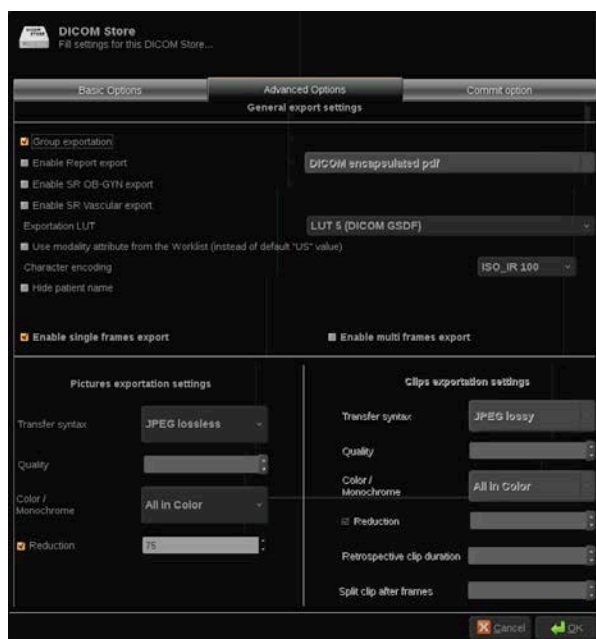 DICOM Store
Fill settings for this DICOM Store...
Basic Options
Advanced Options
Commit option
General export settings
Group exportation
Enable Report export
DICOM encapsulated pdf
Enable SR OB-GYN export
Enable SR Vascular export
Exportation LUT
LUT 5 (DICOM GSDF)
Use modality attribute from the Worklist (instead of default "US" value)
Character encoding
ISO_IR 100
Hide patient name
Enable single frames export
Enable multi frames export
Pictures exportation settings
Transfer syntax
JPEG lossless
Quality
Color /
Monochrome
All in Color
Reduction
75
Clips exportation settings
Transfer syntax
JPEG lossy
Quality
Color /
Monochrome
All in Color
Reduction
Retrospective clip duration
Split clip after frames
Cancel
OK